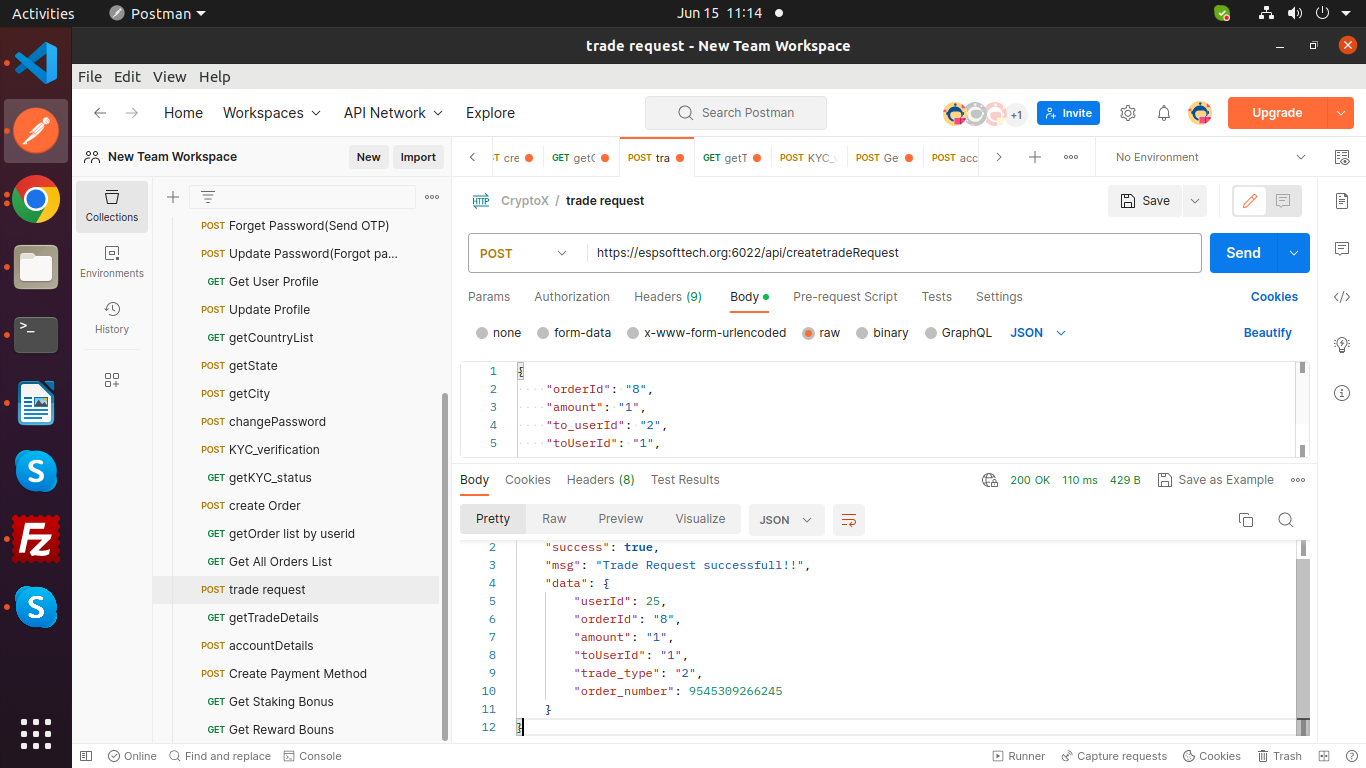 Activities
Postman
Jun 15 11:14
trade request - New Team Workspace
File Edit View Help
Home Workspaces API Network Explore
Search Postman
+1
Invite
Upgrade
New Team Workspace
New Import
POST tra
POST KYC_
No Environment
Collections
Environments
History
POST Forget Password(Send OTP)
POST Update Password(Forgot pa...
GET Get User Profile
POST Update Profile
GET getCountryList
POST getState
POST getCity
POST changePassword
POST KYC_verification
GET getKYC_status
POST create Order
GET getOrder list by userid
GET Get All Orders List
POST trade request
GET getTradeDetails
POST accountDetails
POST Create Payment Method
GET Get Staking Bonus
GET Get Reward Bouns
HTTP CryptoX / trade request
Save
POST https://espsofttech.org:6022/api/createtradeRequest
Send
Params Authorization Headers (9) Body Pre-request Script Tests Settings Cookies
none form-data x-www-form-urlencoded raw binary GraphQL JSON Beautify
1 {
2 "orderId": "8",
3 "amount": "1",
4 "to_userId": "2",
5 "toUserId": "1",
Body Cookies Headers (8) Test Results 200 OK 110 ms 429 B Save as Example
Pretty Raw Preview Visualize JSON
2 "success": true,
3 "msg": "Trade Request successfull!!",
4 "data": {
5 "userId": 25,
6 "orderId": "8",
7 "amount": "1",
8 "toUserId": "1",
9 "trade_type": "2",
10 "order_number": 9545309266245
11 }
12 }
Online Find and replace Console Runner Capture requests Cookies Trash